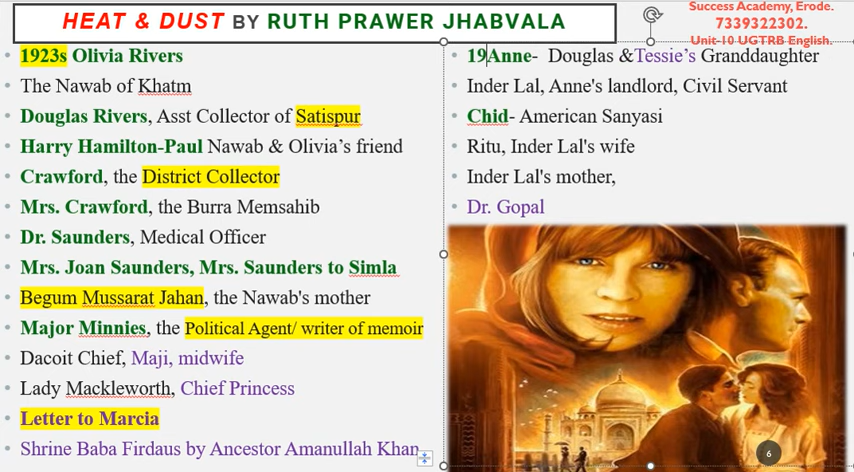 HEAT & DUST BY RUTH PRAWER JHABVALA
Success Academy, Erode.
7339322302.
Unit-10 UGTRB English.
1923s Olivia Rivers
The Nawab of Khatm
Douglas Rivers, Asst Collector of Satispur
Harry Hamilton-Paul Nawab & Olivia’s friend
Crawford, the District Collector
Mrs. Crawford, the Burra Memsahib
Dr. Saunders, Medical Officer
Mrs. Joan Saunders, Mrs. Saunders to Simla
Begum Mussarat Jahan, the Nawab's mother
Major Minnies, the Political Agent/ writer of memoir
Dacoit Chief, Maji, midwife
Lady Mackleworth, Chief Princess
Letter to Marcia
Shrine Baba Firdaus by Ancestor Amanullah Khan
19Anne- Douglas &Tessie’s Granddaughter
Inder Lal, Anne's landlord, Civil Servant
Chid- American Sanyasi
Ritu, Inder Lal's wife
Inder Lal's mother,
Dr. Gopal
6